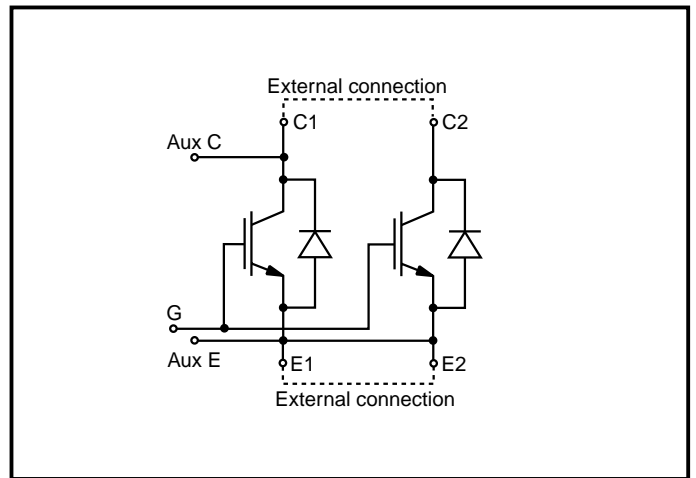 External connection
C1
C2
Aux C
G
Aux E
E1
E2
External connection